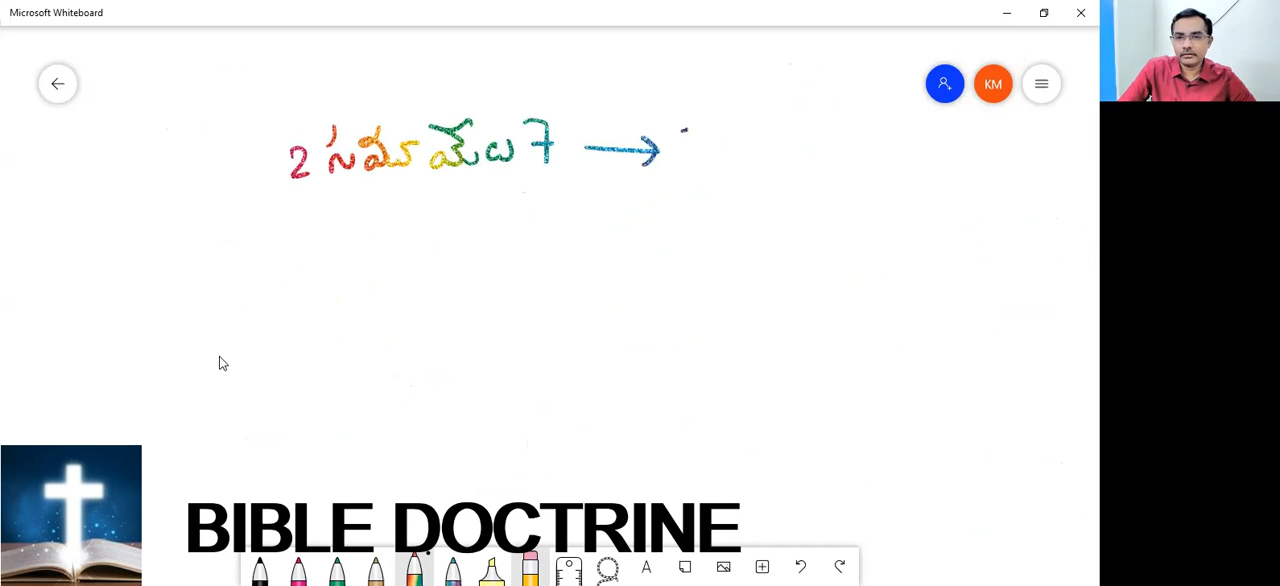 Microsoft Whiteboard
KM
2 సమూయేలు 7 →
BIBLE DOCTRINE